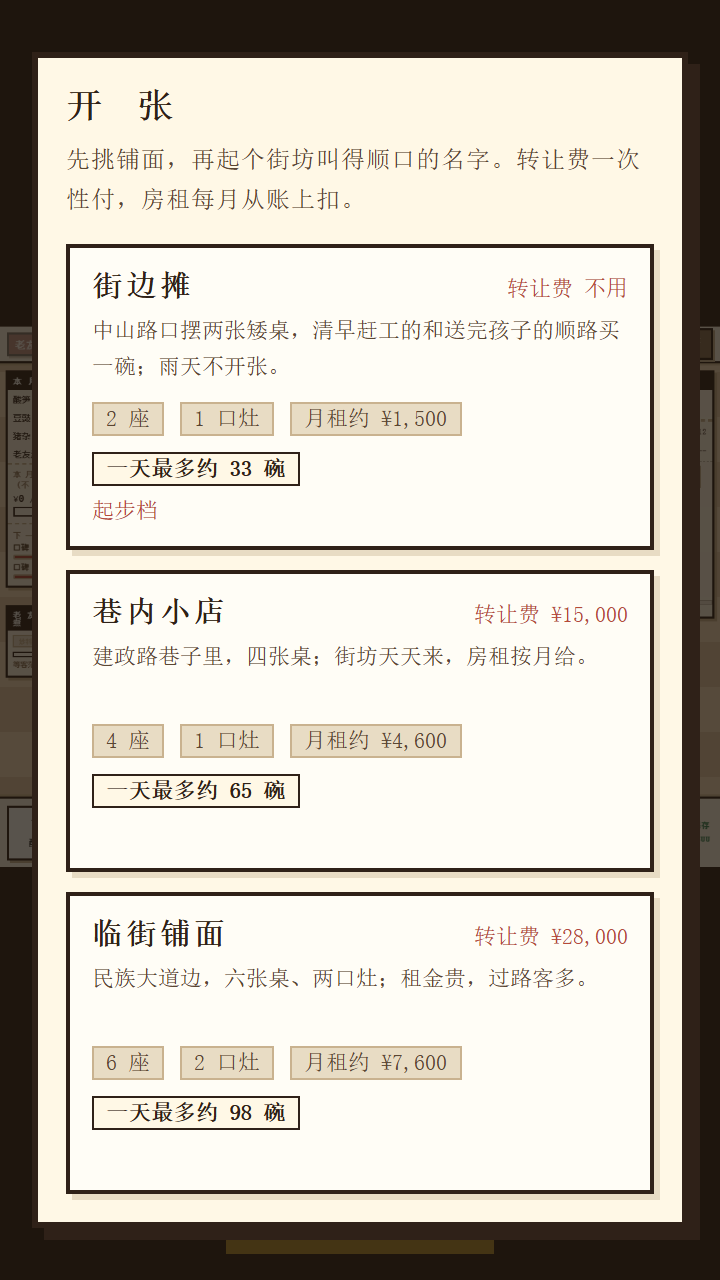 开 张
先挑铺面，再起个街坊叫得顺口的名字。转让费一次
性付，房租每月从账上扣。
街边摊
转让费 不用
中山路口摆两张矮桌，清早赶工的和送完孩子的顺路买
一碗；雨天不开张。
2 座
1 口灶
月租约 ¥1,500
一天最多约 33 碗
起步档
巷内小店
转让费 ¥15,000
建政路巷子里，四张桌；街坊天天来，房租按月给。
4 座
1 口灶
月租约 ¥4,600
一天最多约 65 碗
临街铺面
转让费 ¥28,000
民族大道边，六张桌、两口灶；租金贵，过路客多。
6 座
2 口灶
月租约 ¥7,600
一天最多约 98 碗